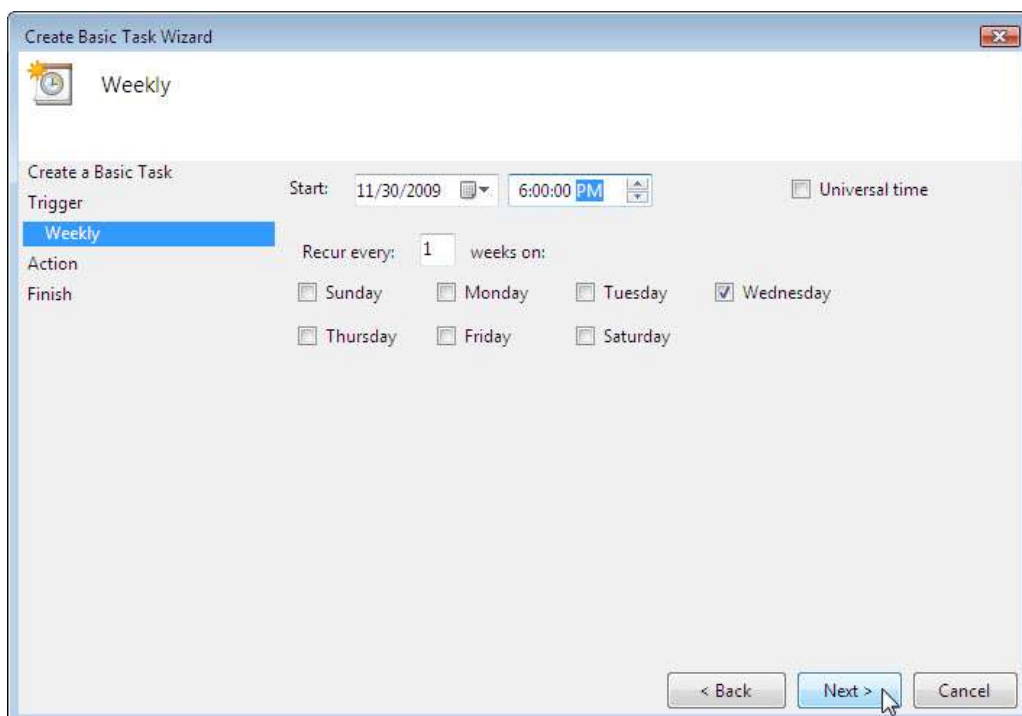 Create Basic Task Wizard
Weekly
Create a Basic Task
Trigger
Weekly
Action
Finish
Start: 11/30/2009 6:00:00 PM Universal time
Recur every: 1 weeks on:
Sunday Monday Tuesday Wednesday
Thursday Friday Saturday
< Back Next > Cancel